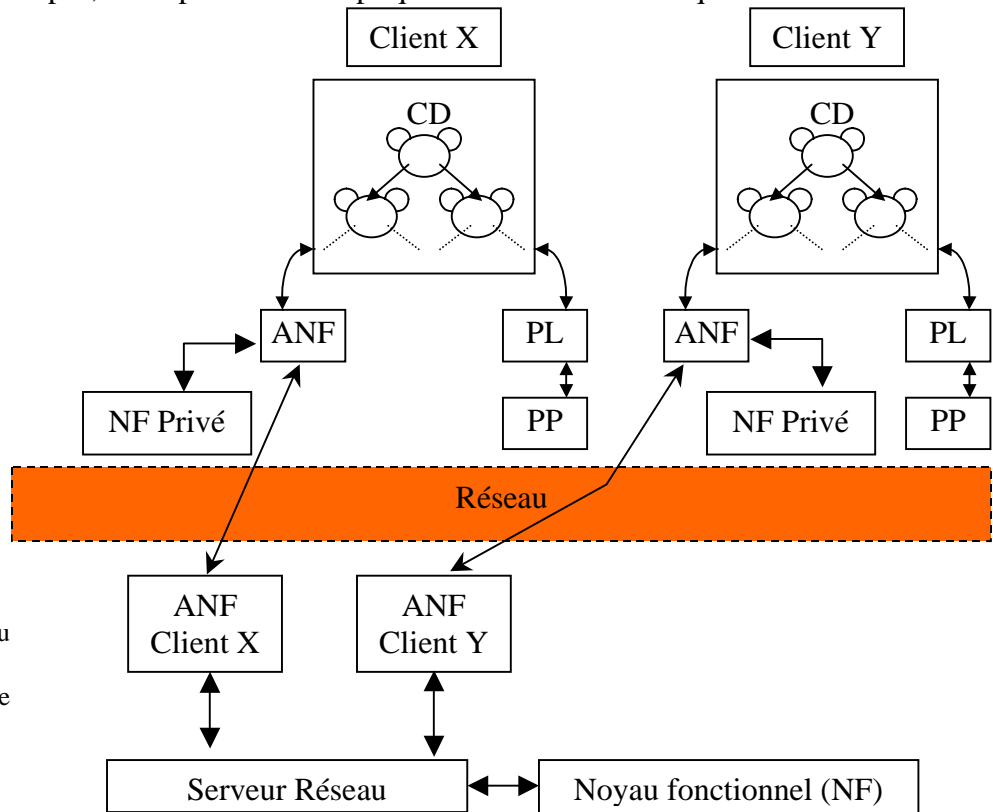 Client X
Client Y
CD
CD
ANF
PL
ANF
PL
NF Privé
PP
NF Privé
PP
Réseau
ANF
Client X
ANF
Client Y
Serveur Réseau
Noyau fonctionnel (NF)